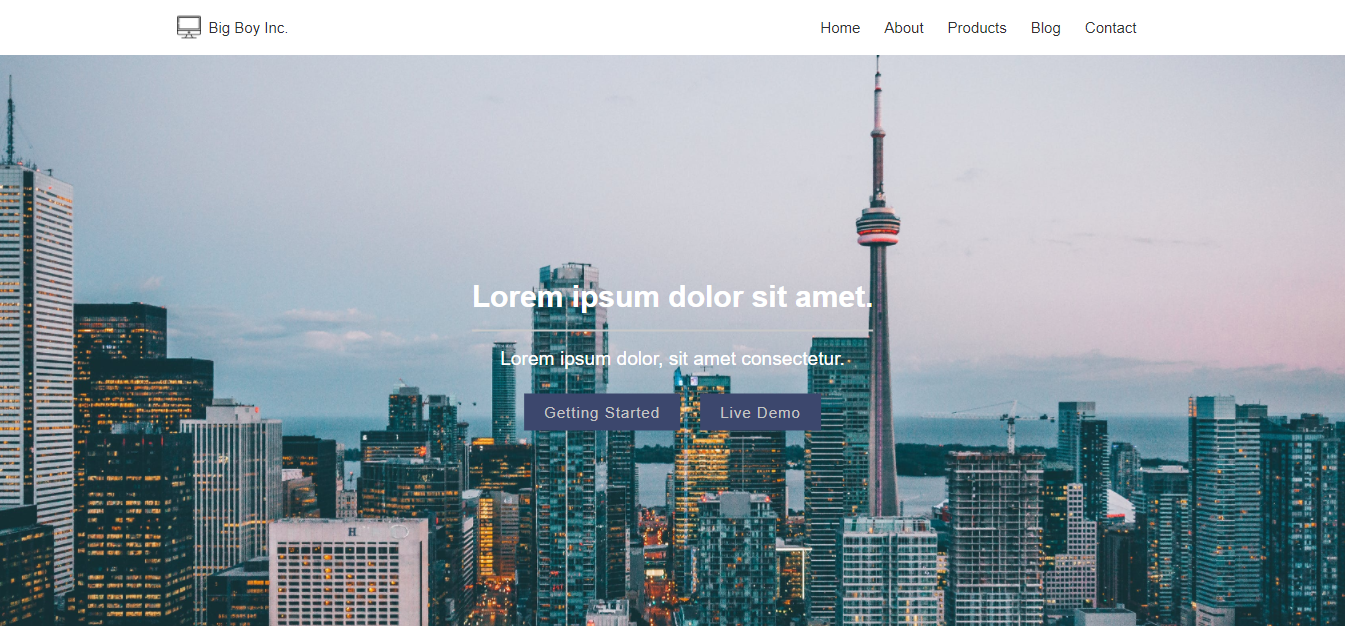 Big Boy Inc. Home About Products Blog Contact
Lorem ipsum dolor sit amet.
Lorem ipsum dolor, sit amet consectetur.
Getting Started Live Demo
H